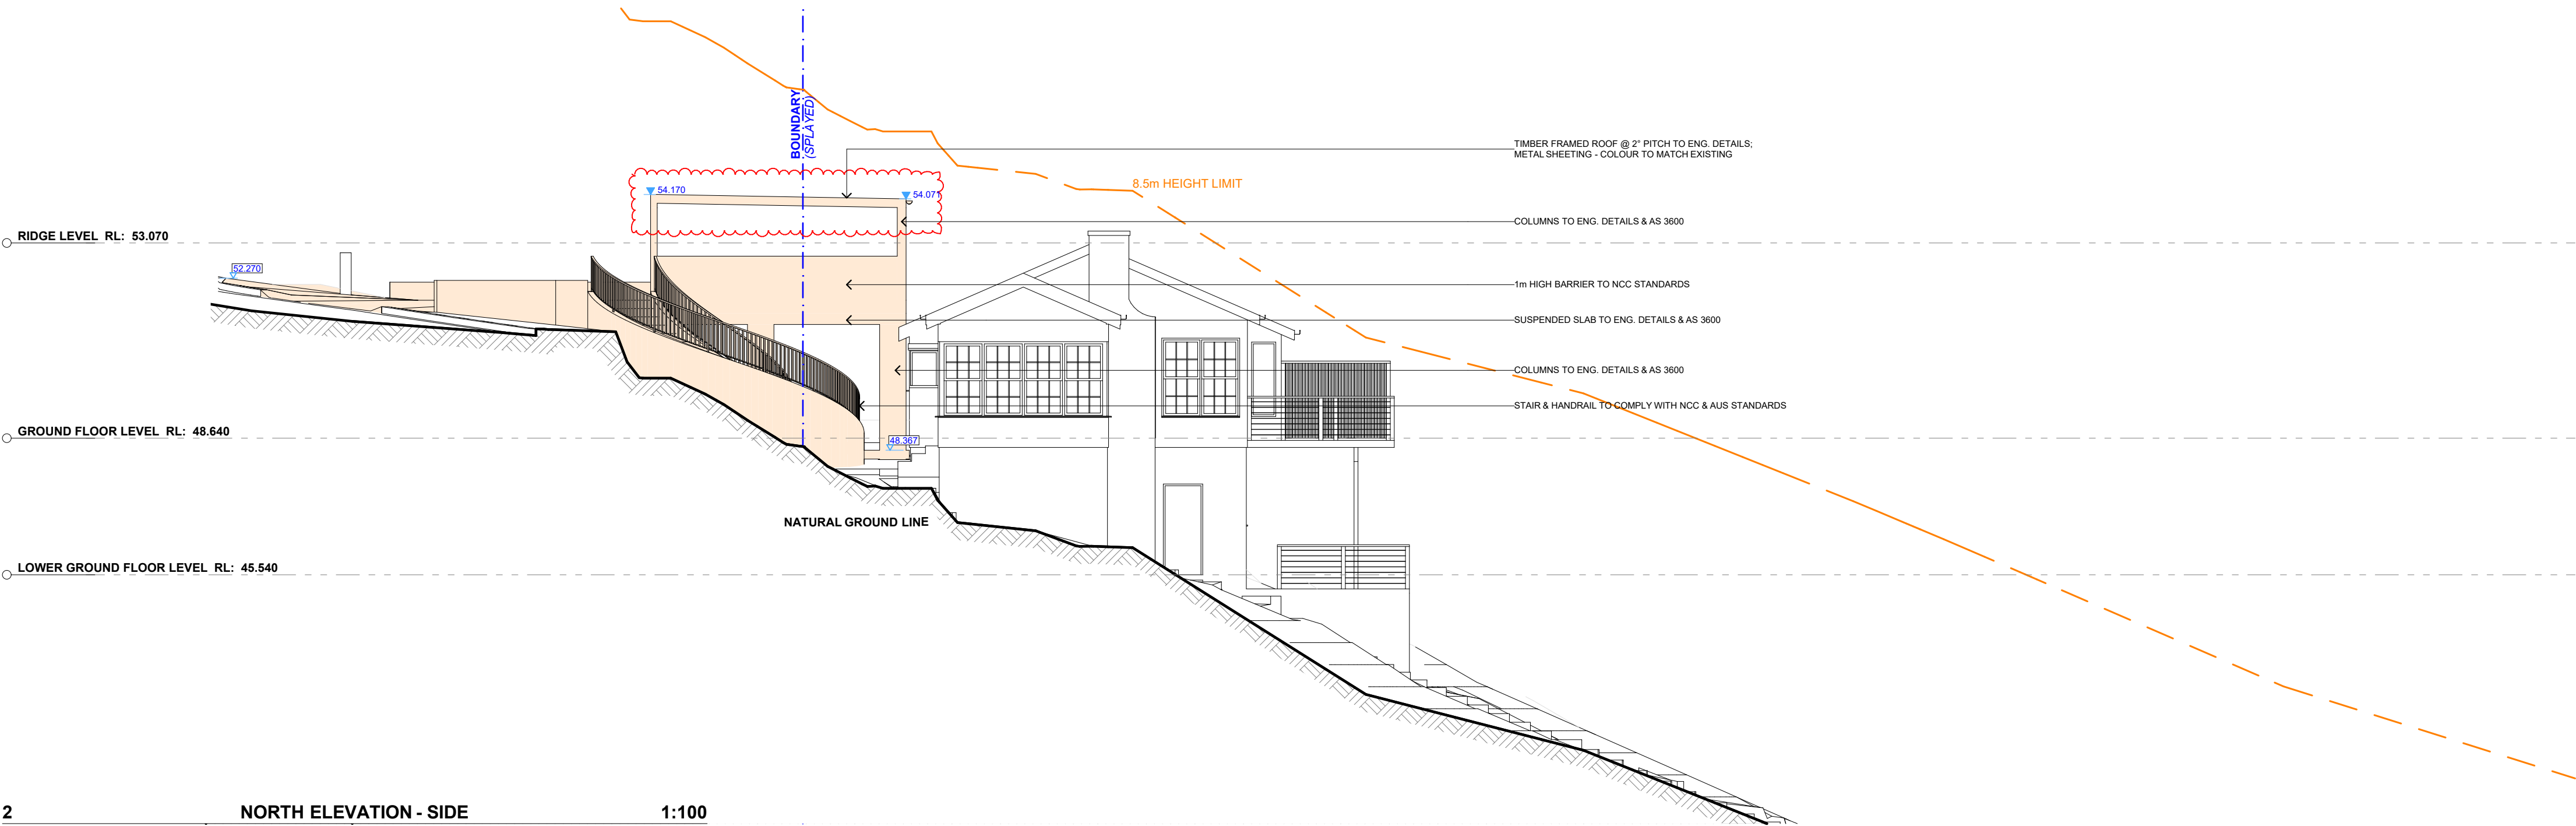 BOUNDARY
(SPLAYED)
TIMBER FRAMED ROOF @ 2° PITCH TO ENG. DETAILS;
METAL SHEETING - COLOUR TO MATCH EXISTING
8.5m HEIGHT LIMIT
54.170
54.071
COLUMNS TO ENG. DETAILS & AS 3600
RIDGE LEVEL RL: 53.070
52.270
1m HIGH BARRIER TO NCC STANDARDS
SUSPENDED SLAB TO ENG. DETAILS & AS 3600
COLUMNS TO ENG. DETAILS & AS 3600
STAIR & HANDRAIL TO COMPLY WITH NCC & AUS STANDARDS
GROUND FLOOR LEVEL RL: 48.640
48.367
NATURAL GROUND LINE
LOWER GROUND FLOOR LEVEL RL: 45.540
2 NORTH ELEVATION - SIDE 1:100